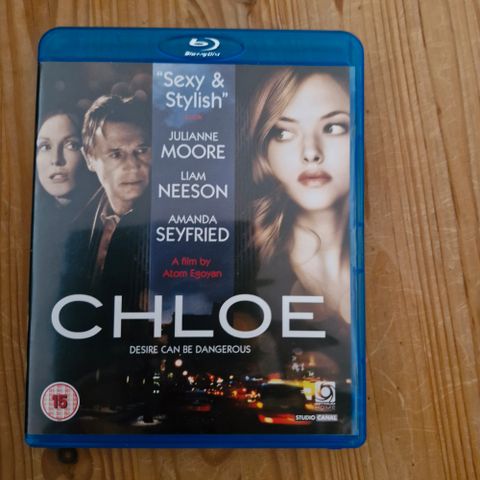 Blu-ray Disc
"Sexy &
Stylish"
JULIANNE
MOORE
LIAM
NEESON
AMANDA
SEYFRIED
A film by
Atom Egoyan
CHLOE
DESIRE CAN BE DANGEROUS
15
STUDIO CANAL